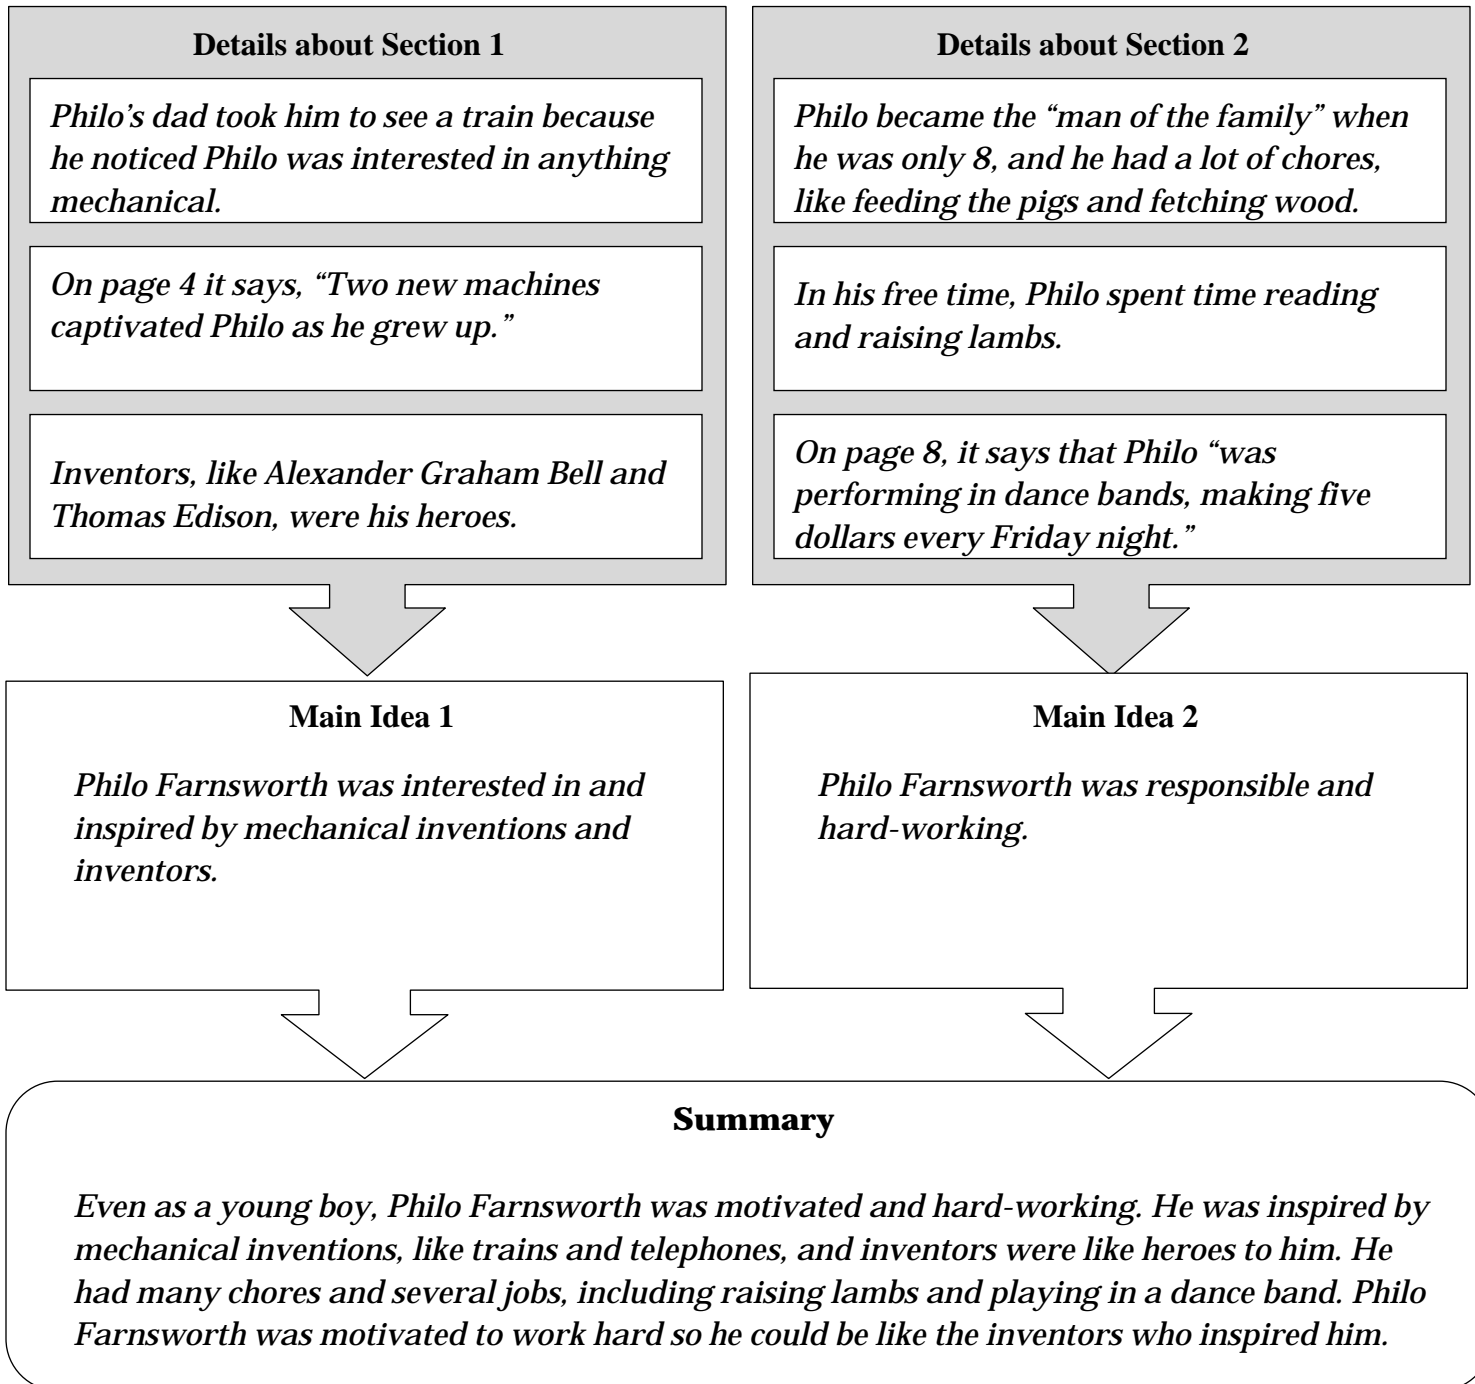 Details about Section 1
Philo’s dad took him to see a train because
he noticed Philo was interested in anything
mechanical.
On page 4 it says, “Two new machines
captivated Philo as he grew up.”
Inventors, like Alexander Graham Bell and
Thomas Edison, were his heroes.
Details about Section 2
Philo became the “man of the family” when
he was only 8, and he had a lot of chores,
like feeding the pigs and fetching wood.
In his free time, Philo spent time reading
and raising lambs.
On page 8, it says that Philo “was
performing in dance bands, making five
dollars every Friday night.”
Main Idea 1
Philo Farnsworth was interested in and
inspired by mechanical inventions and
inventors.
Main Idea 2
Philo Farnsworth was responsible and
hard-working.
Summary
Even as a young boy, Philo Farnsworth was motivated and hard-working. He was inspired by
mechanical inventions, like trains and telephones, and inventors were like heroes to him. He
had many chores and several jobs, including raising lambs and playing in a dance band. Philo
Farnsworth was motivated to work hard so he could be like the inventors who inspired him.